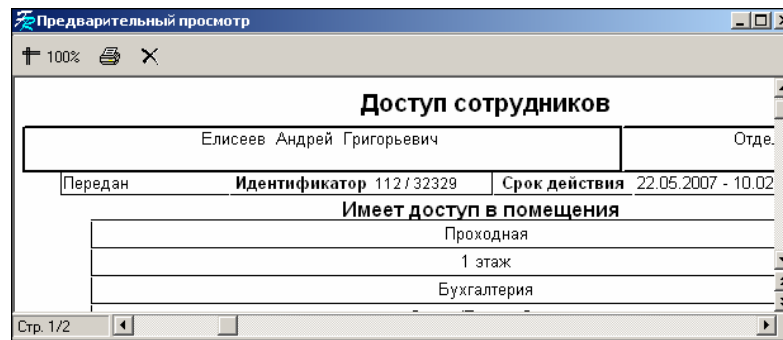 Предварительный просмотр
100%
Доступ сотрудников
Елисеев Андрей Григорьевич Отде
Передан Идентификатор 112 / 32329 Срок действия 22.05.2007 - 10.02
Имеет доступ в помещения
Проходная
1 этаж
Бухгалтерия
Стр. 1/2